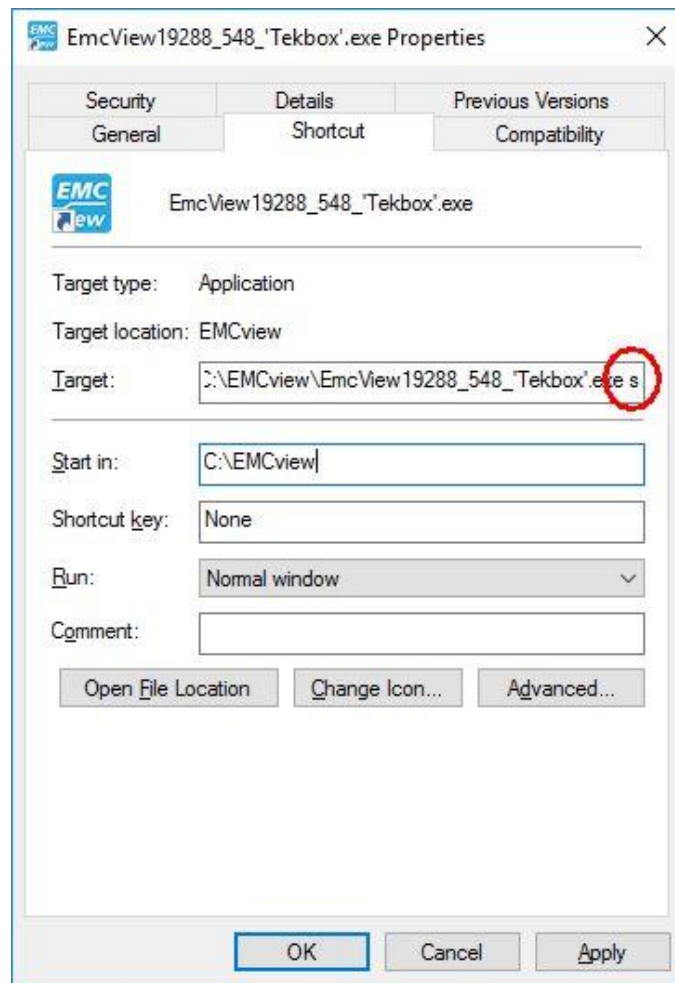 EmcView19288_548_'Tekbox'.exe Properties
Security Details Previous Versions
General Shortcut Compatibility
EMC
ew
EmcView19288_548_'Tekbox'.exe
Target type: Application
Target location: EMCview
Target: C:\EMCview\EmcView19288_548_'Tekbox'.exe s
Start in: C:\EMCview
Shortcut key: None
Run: Normal window
Comment:
Open File Location Change Icon... Advanced...
OK Cancel Apply